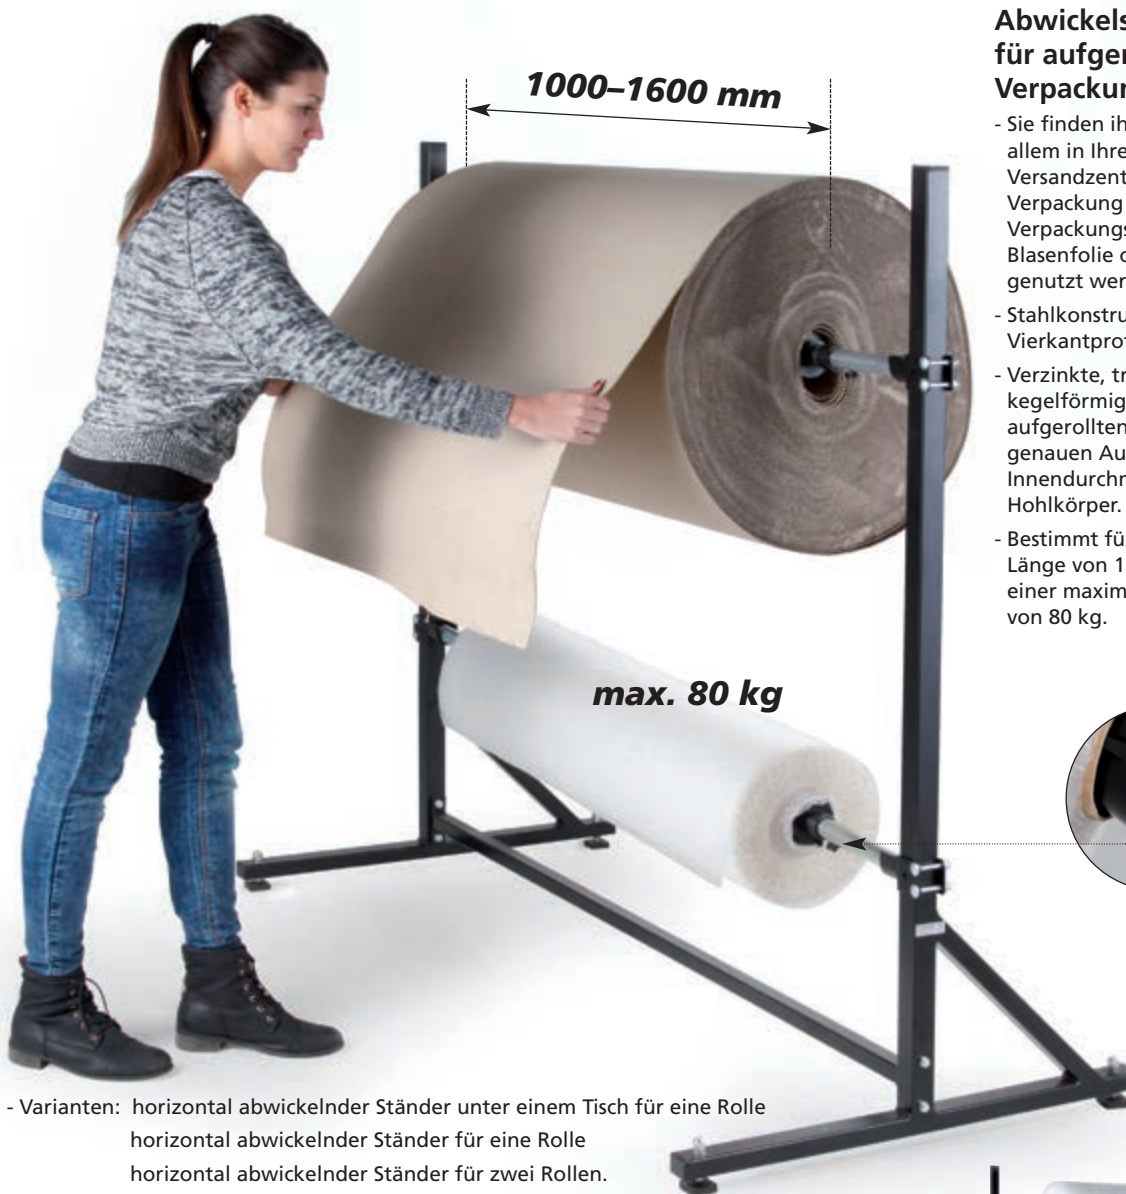 Abwickels
für aufger
Verpackun
- Sie finden ih
allem in Ihre
Versandzent
Verpackung
Verpackungs
Blasenfolie o
genutzt wer
- Stahlkonstru
Vierkantprof
- Verzinkte, tr
kegelförmig
aufgerollten
genauen Au
Innendurchm
Hohlkörper.
- Bestimmt fü
Länge von 1
einer maxim
von 80 kg.
1000–1600 mm
max. 80 kg
- Varianten: horizontal abwickelnder Ständer unter einem Tisch für eine Rolle
horizontal abwickelnder Ständer für eine Rolle
horizontal abwickelnder Ständer für zwei Rollen.